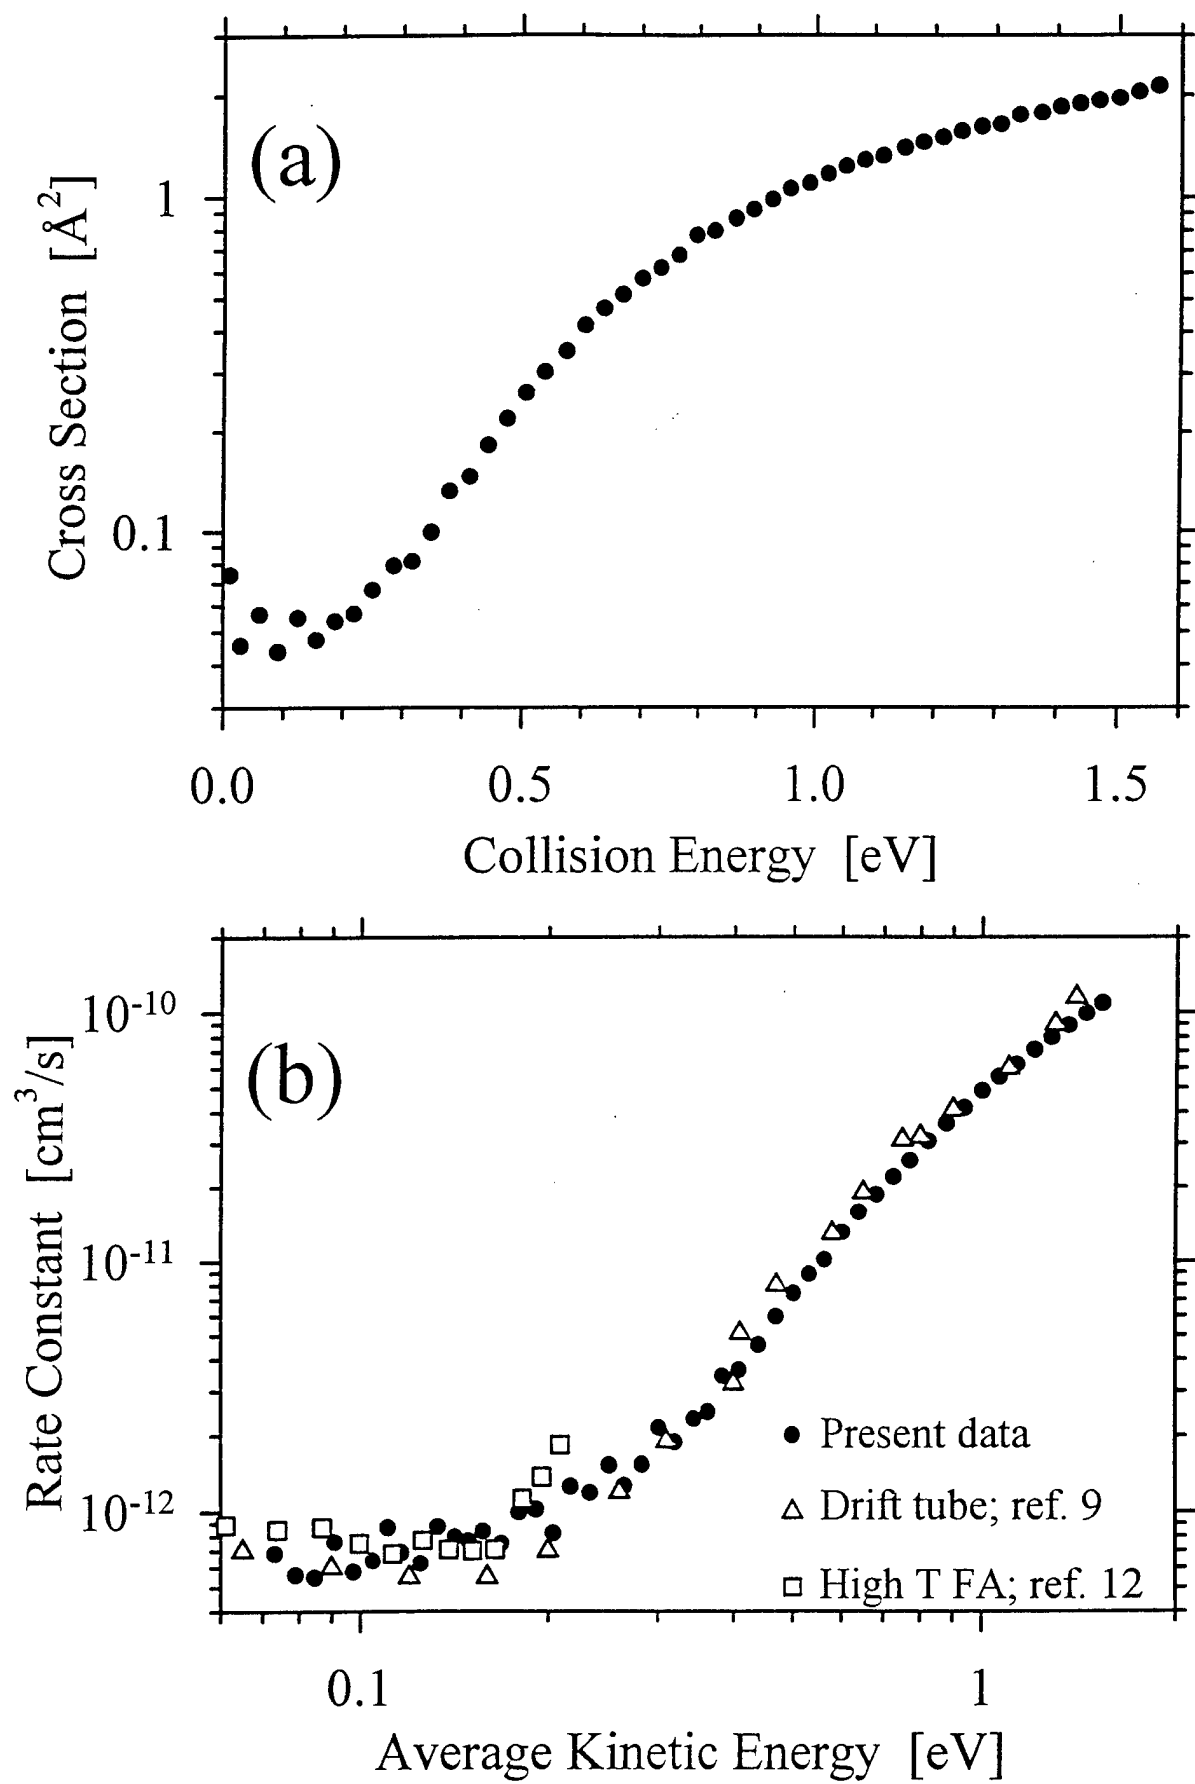 (a)
Cross Section [Å²]
1
0.1
0.0 0.5 1.0 1.5
Collision Energy [eV]
(b)
Rate Constant [cm³/s]
10⁻¹⁰
10⁻¹¹
10⁻¹²
Present data
Drift tube; ref. 9
High T FA; ref. 12
0.1 1
Average Kinetic Energy [eV]